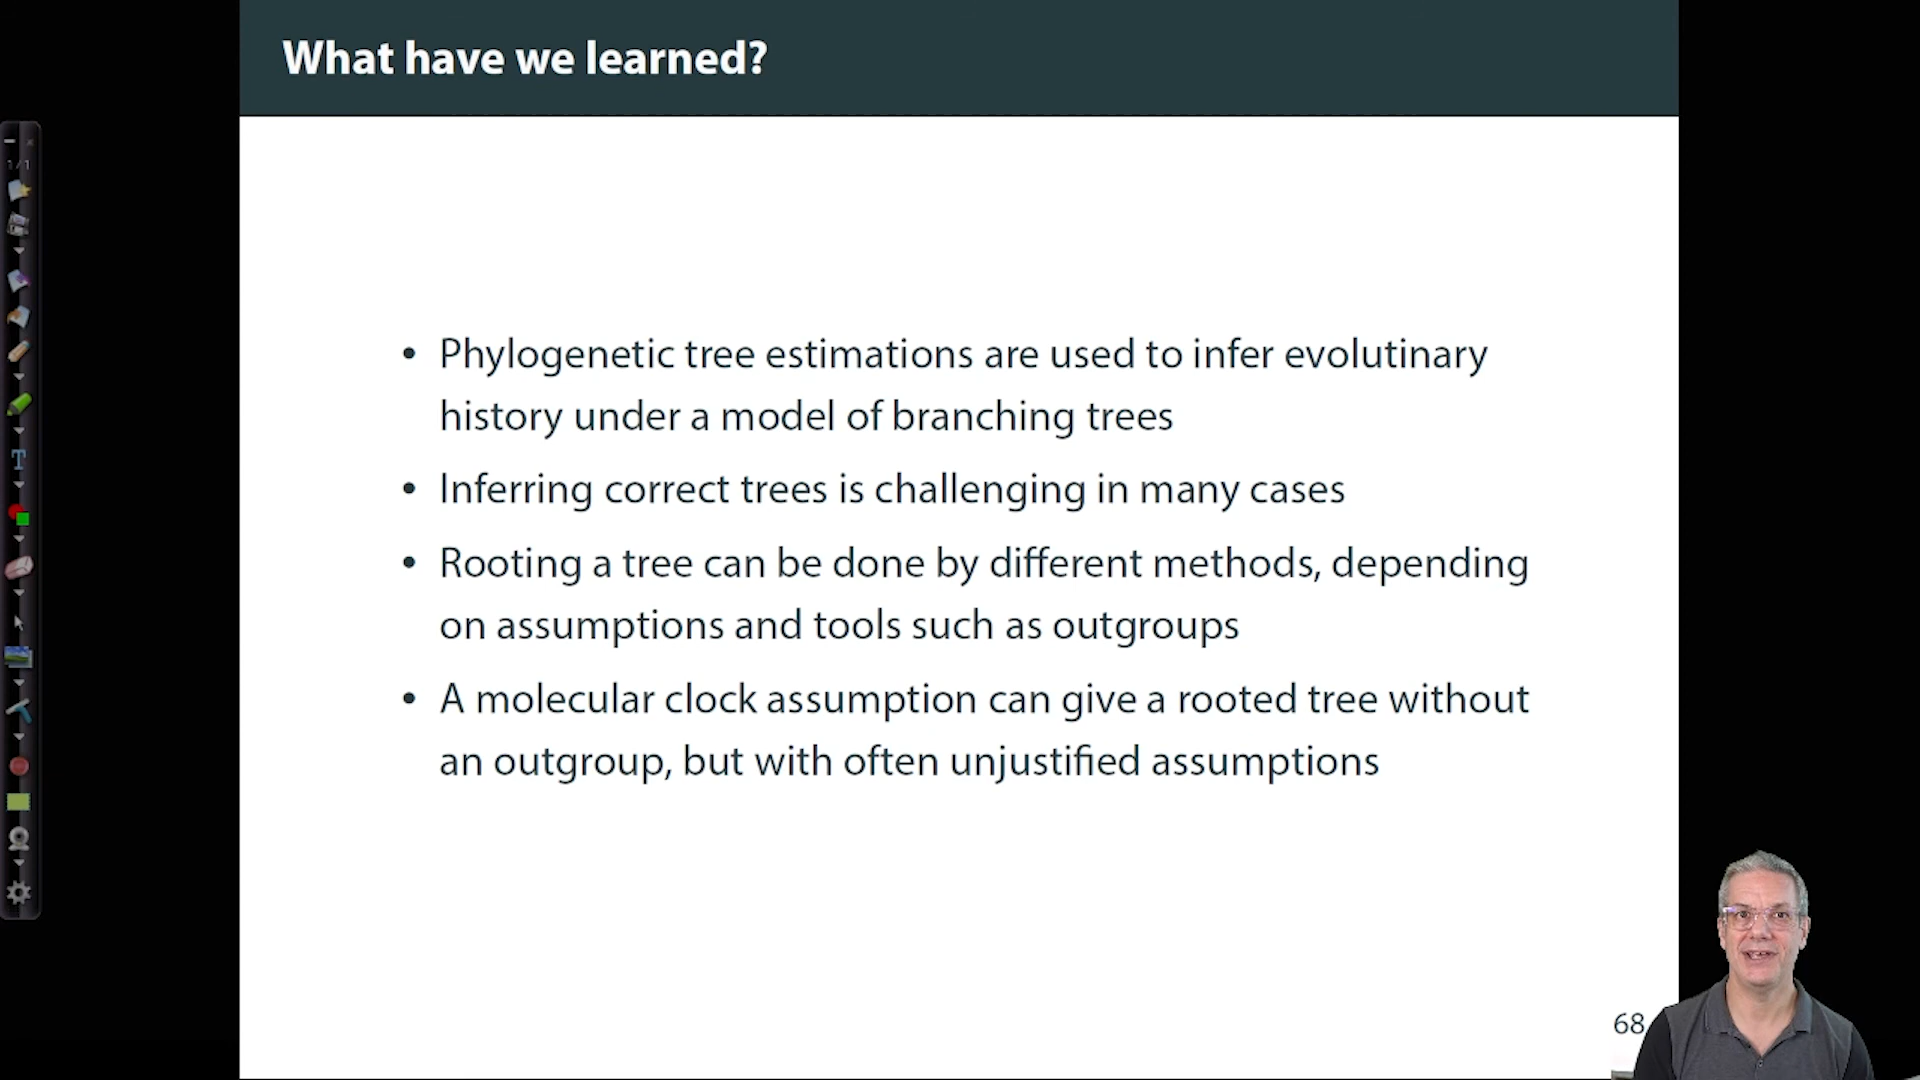 What have we learned?
1/1
• Phylogenetic tree estimations are used to infer evolutinary
history under a model of branching trees
• Inferring correct trees is challenging in many cases
• Rooting a tree can be done by different methods, depending
on assumptions and tools such as outgroups
• A molecular clock assumption can give a rooted tree without
an outgroup, but with often unjustified assumptions
68